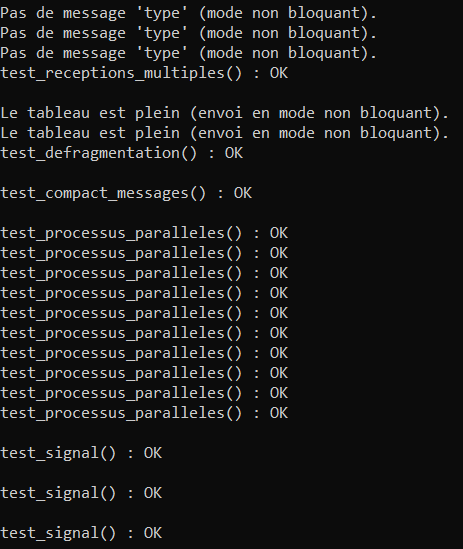 Pas de message 'type' (mode non bloquant).
Pas de message 'type' (mode non bloquant).
Pas de message 'type' (mode non bloquant).
test_receptions_multiples() : OK
Le tableau est plein (envoi en mode non bloquant).
Le tableau est plein (envoi en mode non bloquant).
test_defragmentation() : OK
test_compact_messages() : OK
test_processus_paralleles() : OK
test_processus_paralleles() : OK
test_processus_paralleles() : OK
test_processus_paralleles() : OK
test_processus_paralleles() : OK
test_processus_paralleles() : OK
test_processus_paralleles() : OK
test_processus_paralleles() : OK
test_processus_paralleles() : OK
test_processus_paralleles() : OK
test_signal() : OK
test_signal() : OK
test_signal() : OK